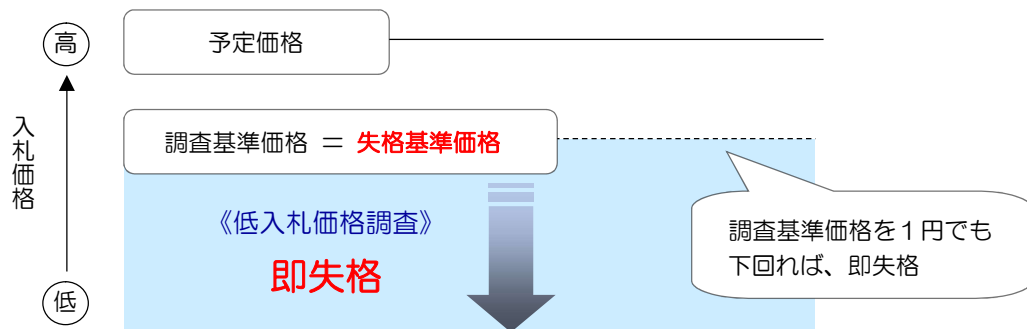 高
予定価格
入札価格
調査基準価格 ＝ 失格基準価格
《低入札価格調査》
即失格
調査基準価格を１円でも
下回れば、即失格
低